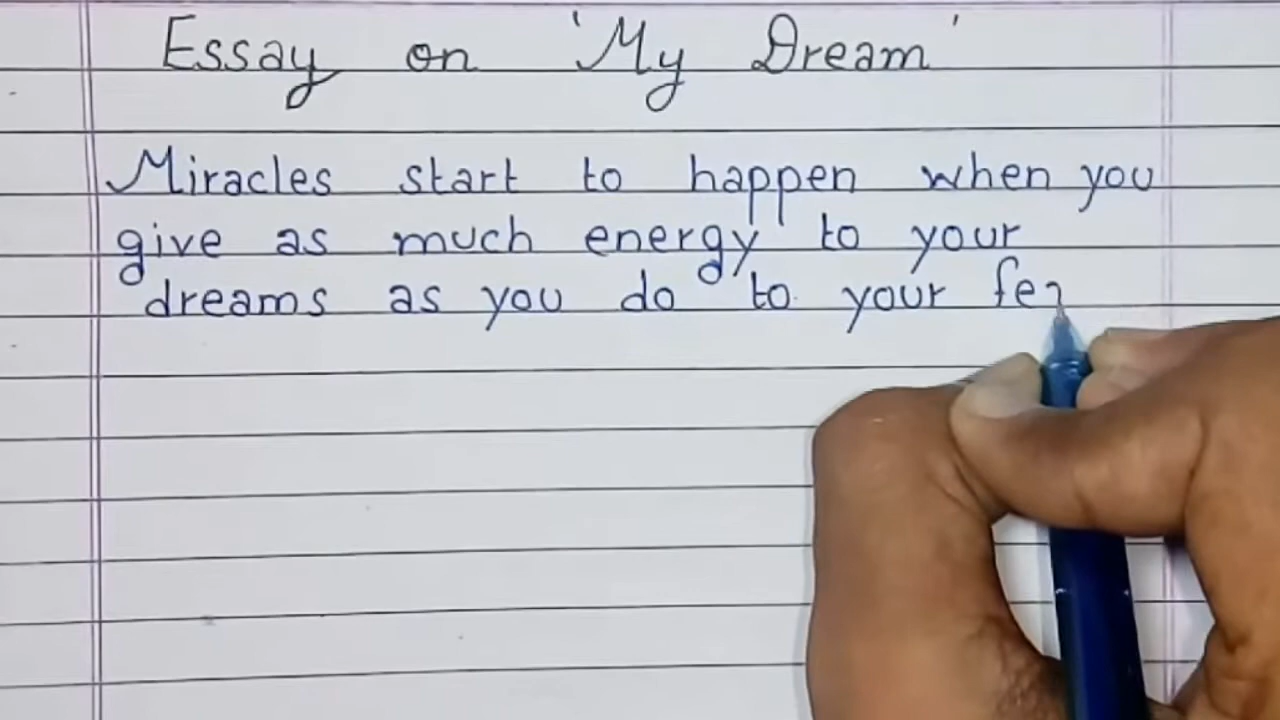 Essay on 'My Dream'
Miracles start to happen when you
give as much energy to your
dreams as you do to your